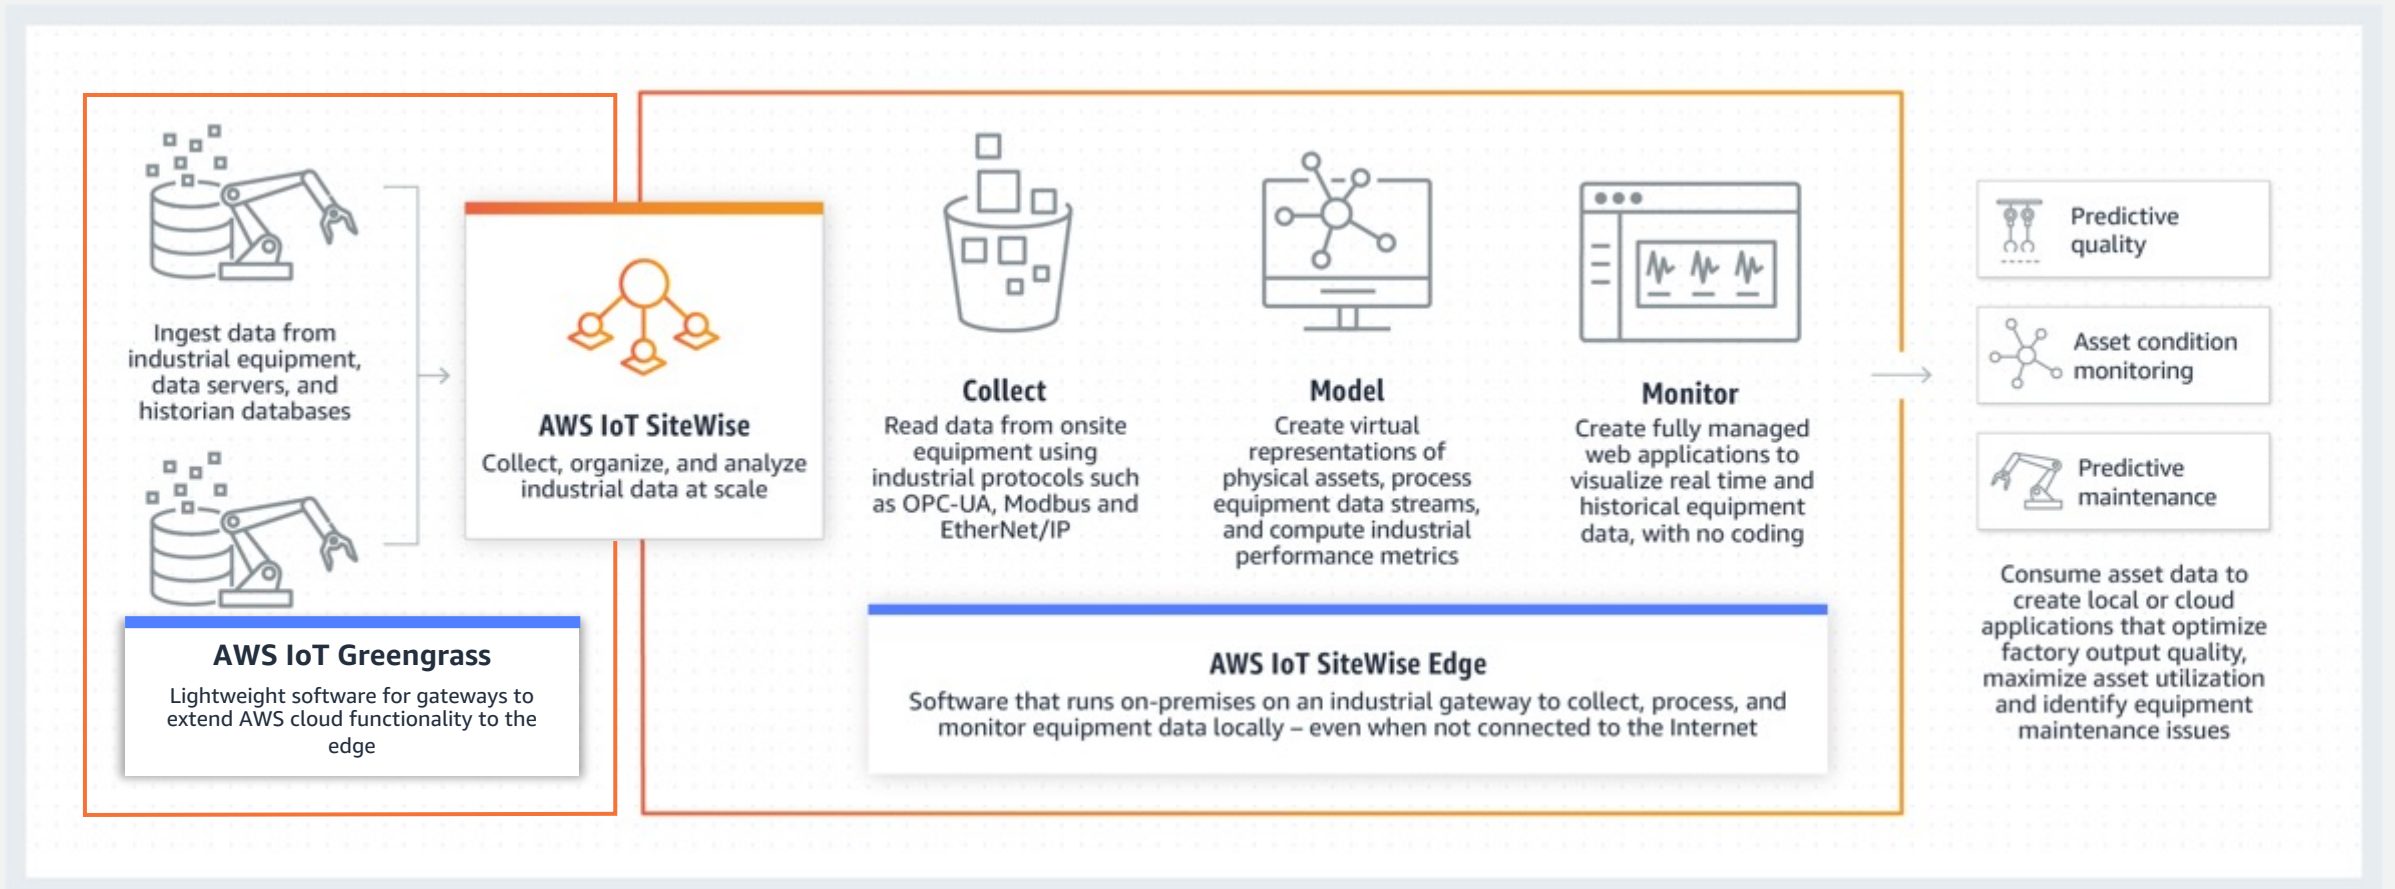 Ingest data from
industrial equipment,
data servers, and
historian databases
AWS IoT Greengrass
Lightweight software for gateways to
extend AWS cloud functionality to the
edge
AWS IoT SiteWise
Collect, organize, and analyze
industrial data at scale
Collect
Read data from onsite
equipment using
industrial protocols such
as OPC-UA, Modbus and
EtherNet/IP
Model
Create virtual
representations of
physical assets, process
equipment data streams,
and compute industrial
performance metrics
Monitor
Create fully managed
web applications to
visualize real time and
historical equipment
data, with no coding
AWS IoT SiteWise Edge
Software that runs on-premises on an industrial gateway to collect, process, and
monitor equipment data locally – even when not connected to the Internet
Predictive
quality
Asset condition
monitoring
Predictive
maintenance
Consume asset data to
create local or cloud
applications that optimize
factory output quality,
maximize asset utilization
and identify equipment
maintenance issues